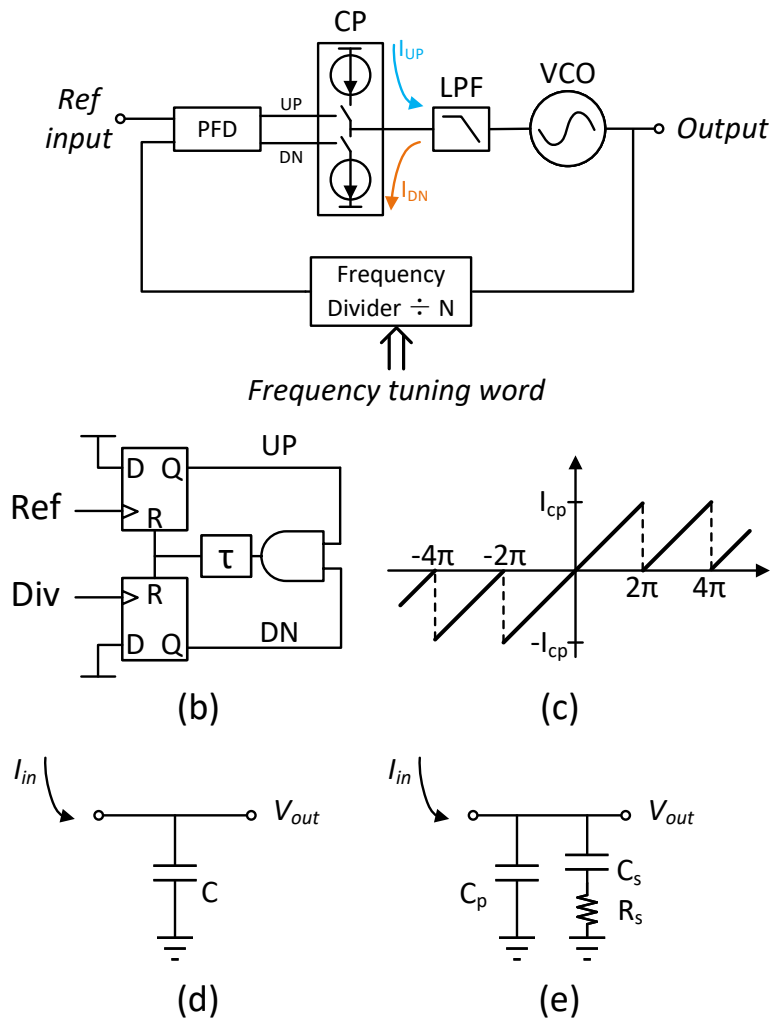 CP
I_UP
LPF
VCO
Ref
input
UP
PFD
DN
Output
I_DN
Frequency
Divider ÷ N
Frequency tuning word
D Q
UP
Ref
R
τ
Div
R
D Q
DN
(b)
I_cp
-4π -2π
2π 4π
-I_cp
(c)
I_in
V_out
C
(d)
I_in
V_out
C_p
C_s
R_s
(e)